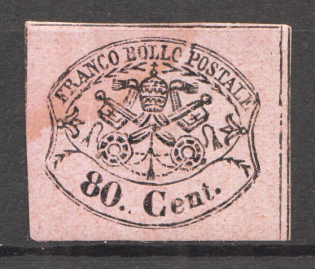 FRANCO BOLLO POSTALE
80. Cent.